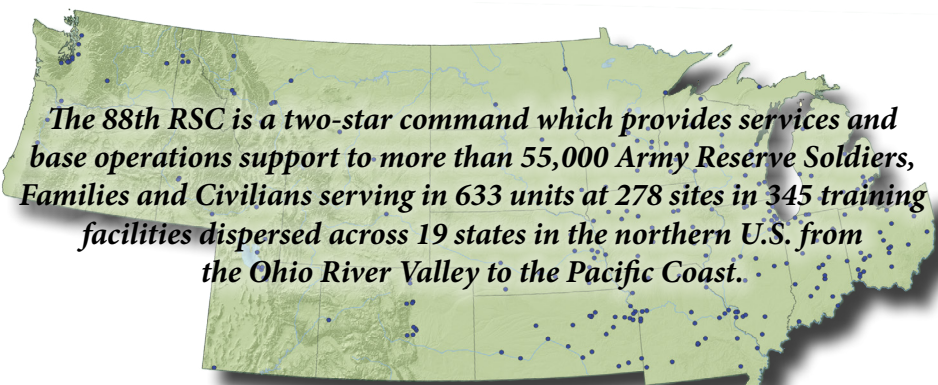 The 88th RSC is a two-star command which provides services and
base operations support to more than 55,000 Army Reserve Soldiers,
Families and Civilians serving in 633 units at 278 sites in 345 training
facilities dispersed across 19 states in the northern U.S. from
the Ohio River Valley to the Pacific Coast.